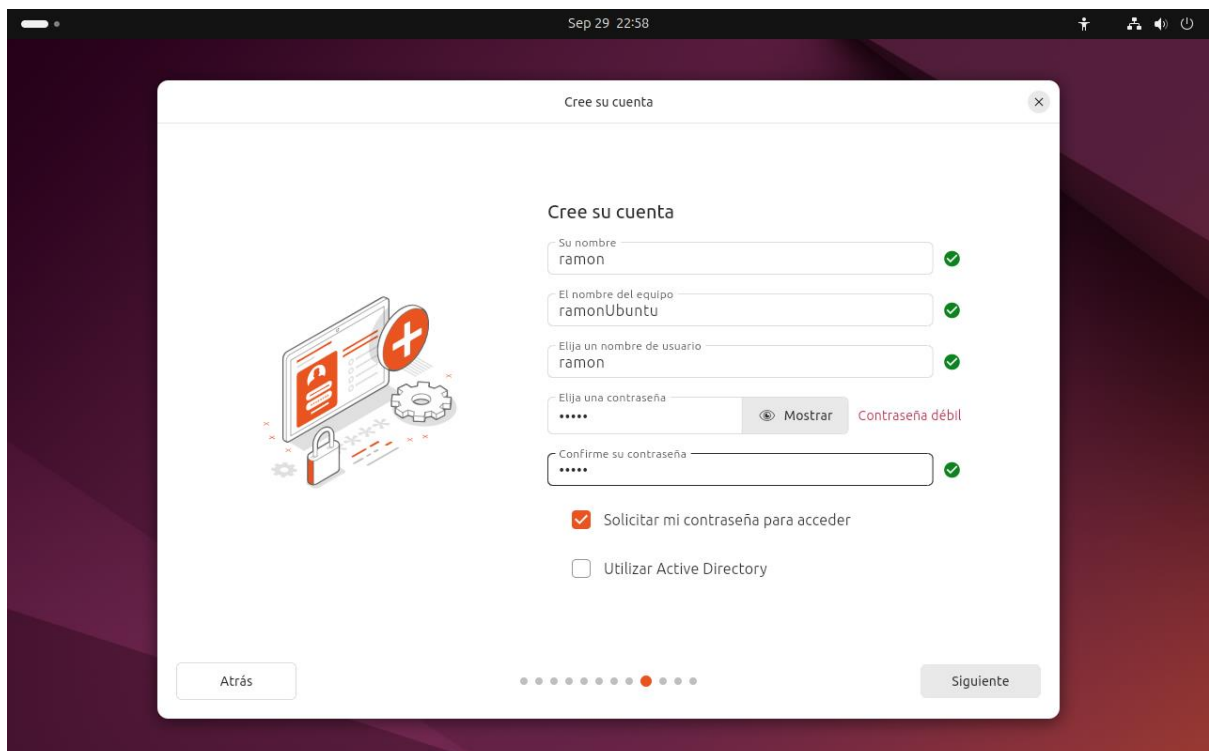 Sep 29 22:58
Cree su cuenta
Cree su cuenta
Su nombre
ramon
El nombre del equipo
ramonUbuntu
Elija un nombre de usuario
ramon
Elija una contraseña
•••••
Mostrar
Contraseña débil
Confirme su contraseña
•••••
Solicitar mi contraseña para acceder
Utilizar Active Directory
Atrás
Siguiente